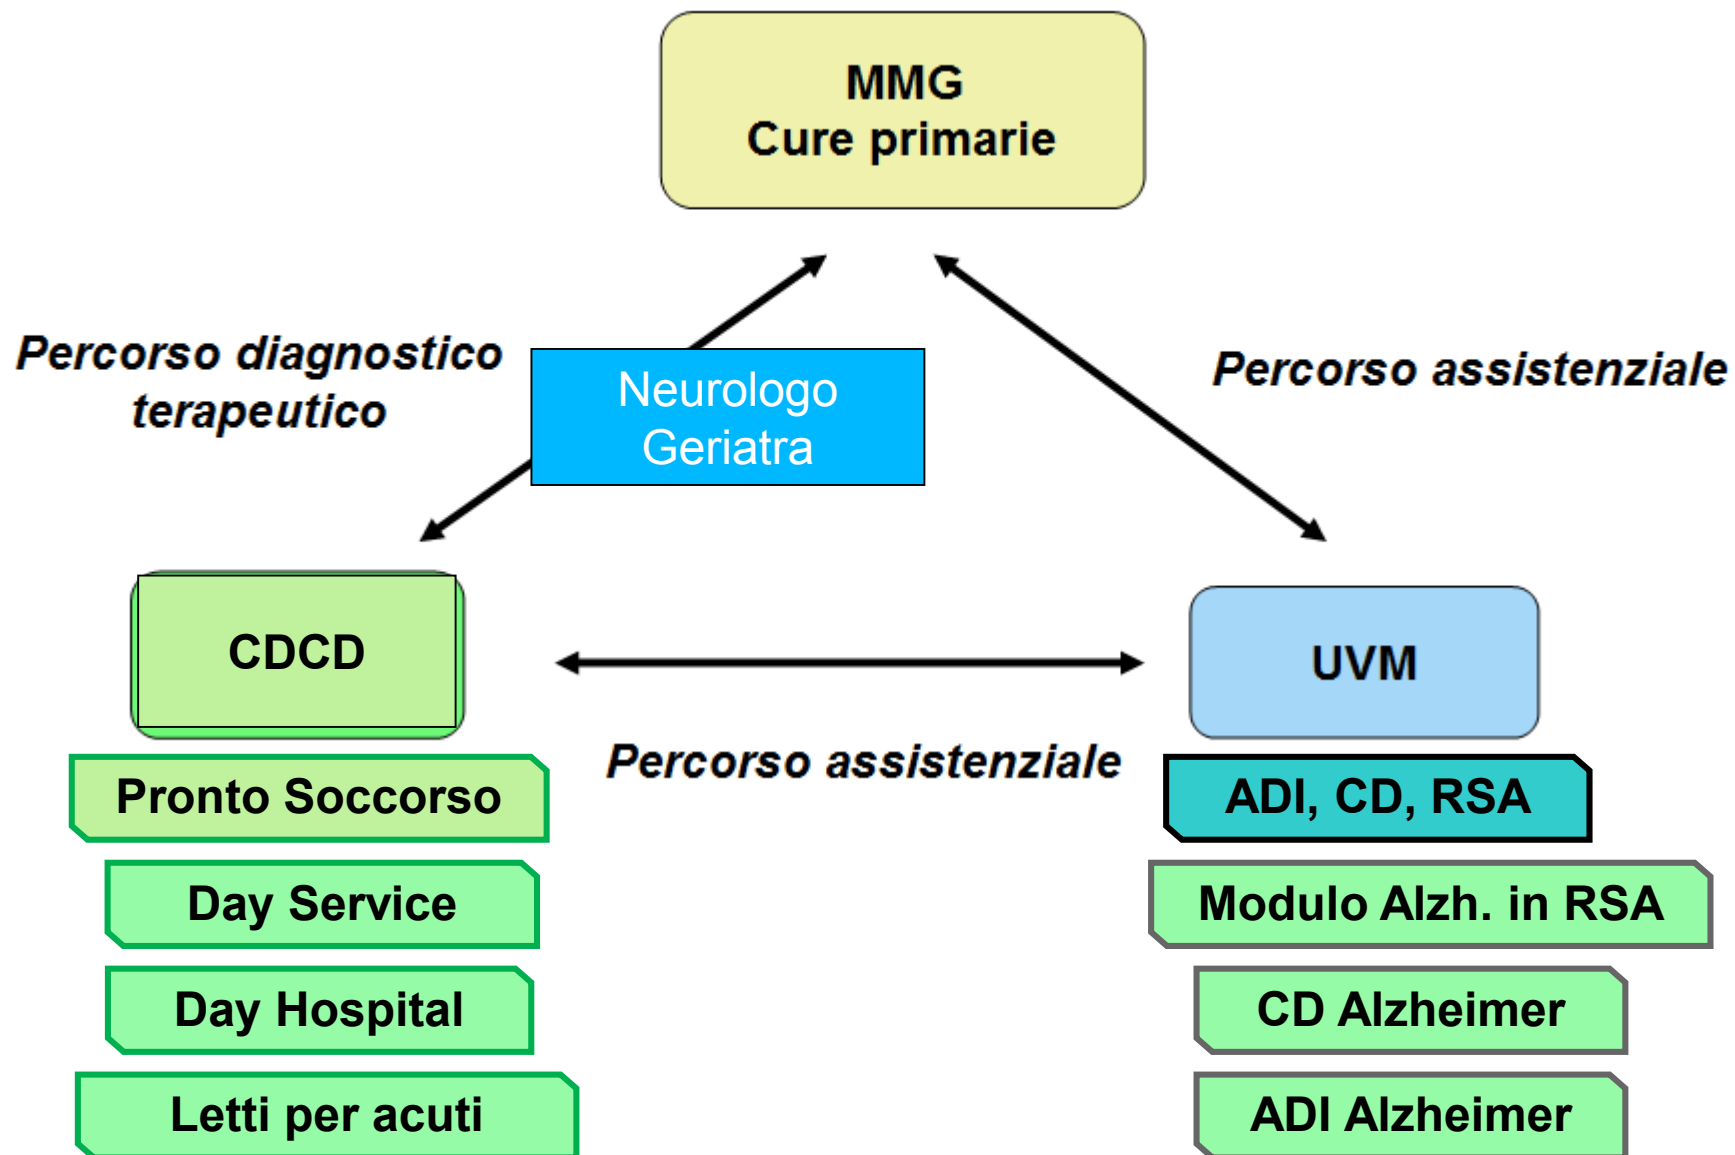 MMG
Cure primarie
Percorso diagnostico
terapeutico
Neurologo
Geriatra
Percorso assistenziale
CDCD
UVM
Percorso assistenziale
Pronto Soccorso
Day Service
Day Hospital
Letti per acuti
ADI, CD, RSA
Modulo Alzh. in RSA
CD Alzheimer
ADI Alzheimer